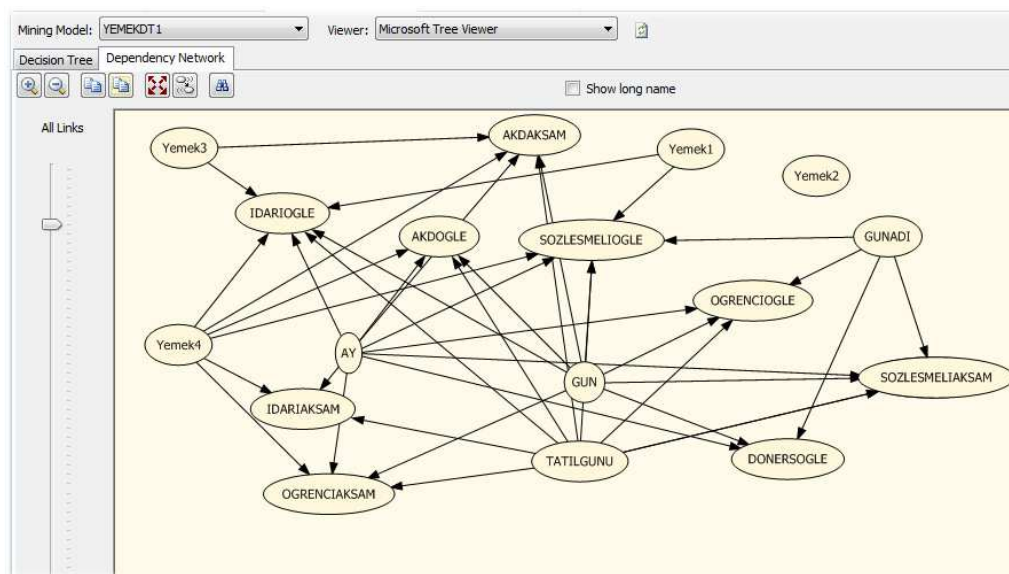 Mining Model: YEMEKDT1 Viewer: Microsoft Tree Viewer
Decision Tree Dependency Network
Show long name
All Links
AKDAKSAM
Yemek3
Yemek1
Yemek2
IDARIOGLE
AKDOGLE
SOZLESMELIOGLE
GUNADI
OGRENCIOGLE
Yemek4
AY
GUN
SOZLESMELIAKSAM
IDARIAKSAM
TATILGUNU
DONERSOGLE
OGRENCIAKSAM